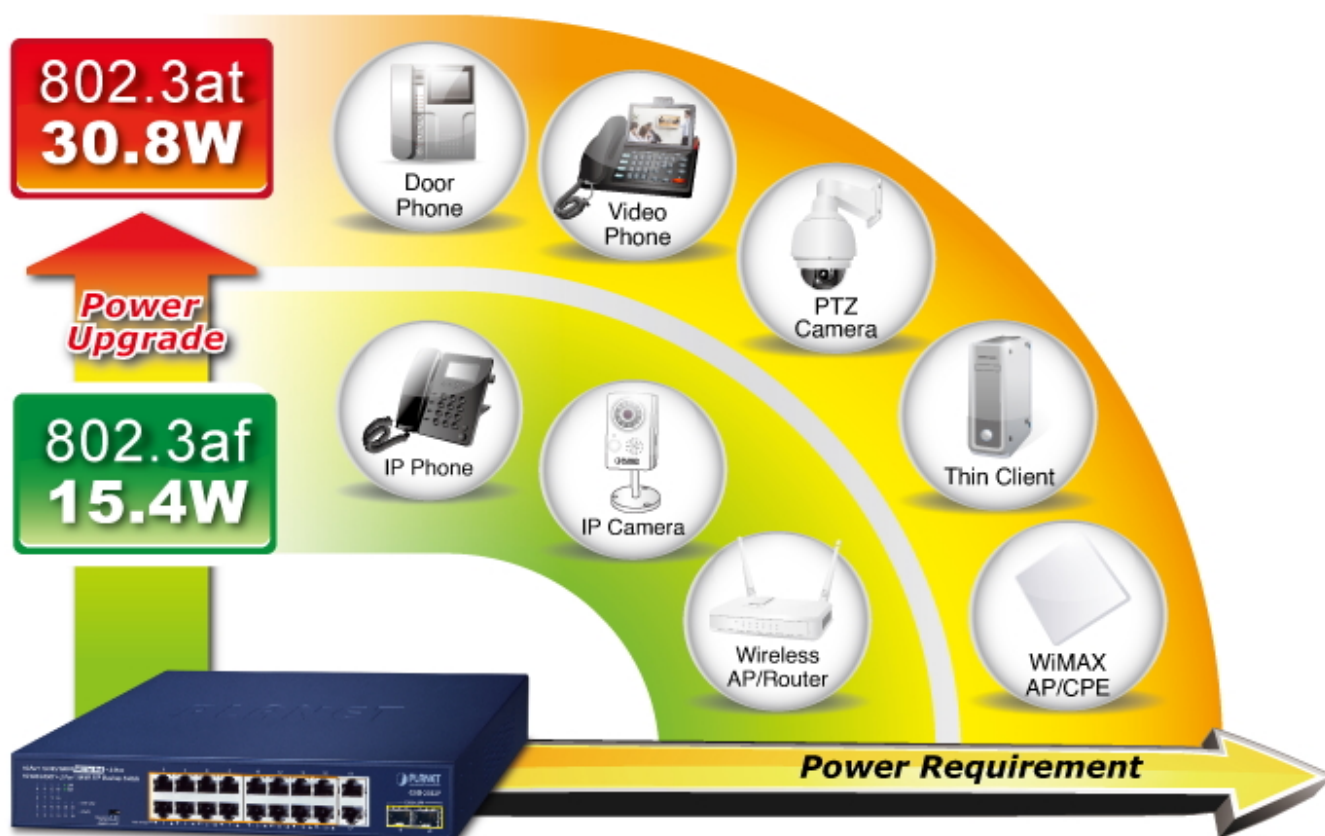 802.3at
30.8W
Door
Phone
Video
Phone
PTZ
Camera
Power
Upgrade
802.3af
15.4W
IP Phone
IP Camera
Thin Client
Wireless
AP/Router
WiMAX
AP/CPE
Power Requirement
PLANET